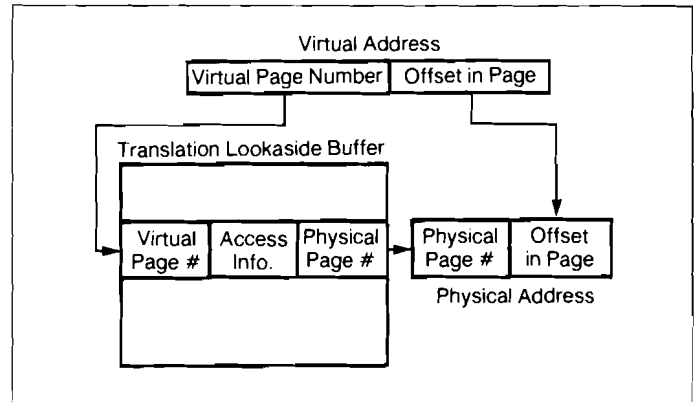 Virtual Address
Virtual Page Number Offset in Page
Translation Lookaside Buffer
Virtual Access Physical Physical Offset
Page # Info. Page # Page # in Page
Physical Address